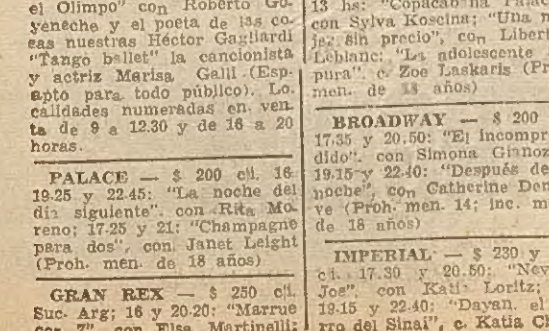 el Olimpo" con Roberto Go-
yeneche y el poeta de las co-
sas nuestras Héctor Gagliardi
"Tango ballet" la cancionista
y actriz Marisa Galli (Esp-
apto para todo público). Lo.
calidades numeradas en ven-
ta de 9 a 12.30 y de 16 a 20
horas.
PALACE — $ 200 c|l. 16
19.25 y 22.45: "La noche del
día siguiente". con Rita Mo-
reno; 17.25 y 21: "Champagne
para dos", con Janet Leight
(Proh. men. de 18 años)
GRAN REX — $ 250 c|l.
Suc. Arg; 16 y 20.20: "Marrue
cos 7" con Elsa Martinelli;
13 hs: "Copacabana Palac
con Sylva Koscina; "Una m
jer sin precio", con Libert
Leblanc; "La adolescente
pura". c. Zoe Laskaris (Pr
men. de 18 años)
BROADWAY — $ 200
17.35 y 20.50: "El incompr
dido". con Simona Gianoz
19.15 y 22.40: "Después de
noche", con Catherine Den
ve (Proh. men. 14; inc. m
de 18 años)
IMPERIAL — $ 230 y
c|l. 17.30 y 20.50: "Nev
Joe". con Kati Loritz;
19.15 y 22.40: "Dayan. el
rro del Sinaí", c. Katia Ch